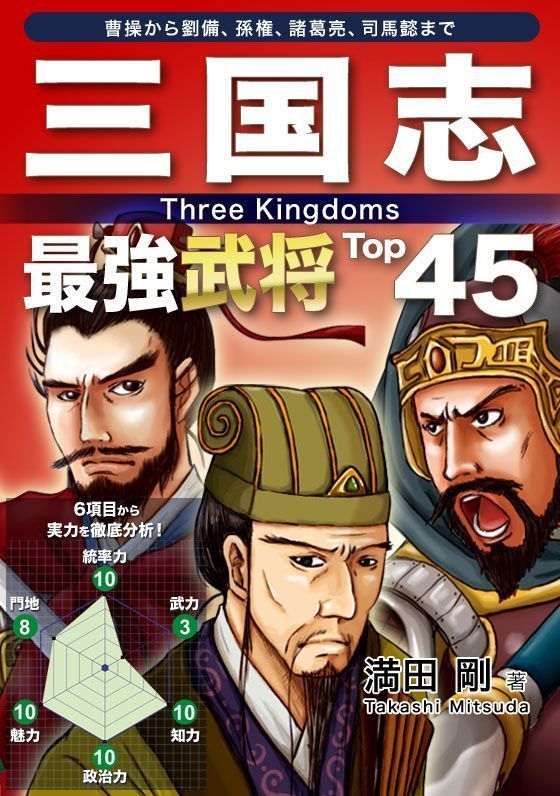 曹操から劉備、孫権、諸葛亮、司馬懿まで
三国志
Three Kingdoms
最強武将Top45
6項目から
実力を徹底分析!
統率力
10
門地
8
武力
3
10
魅力
10
知力
10
政治力
満田 剛 著
Takashi Mitsuda